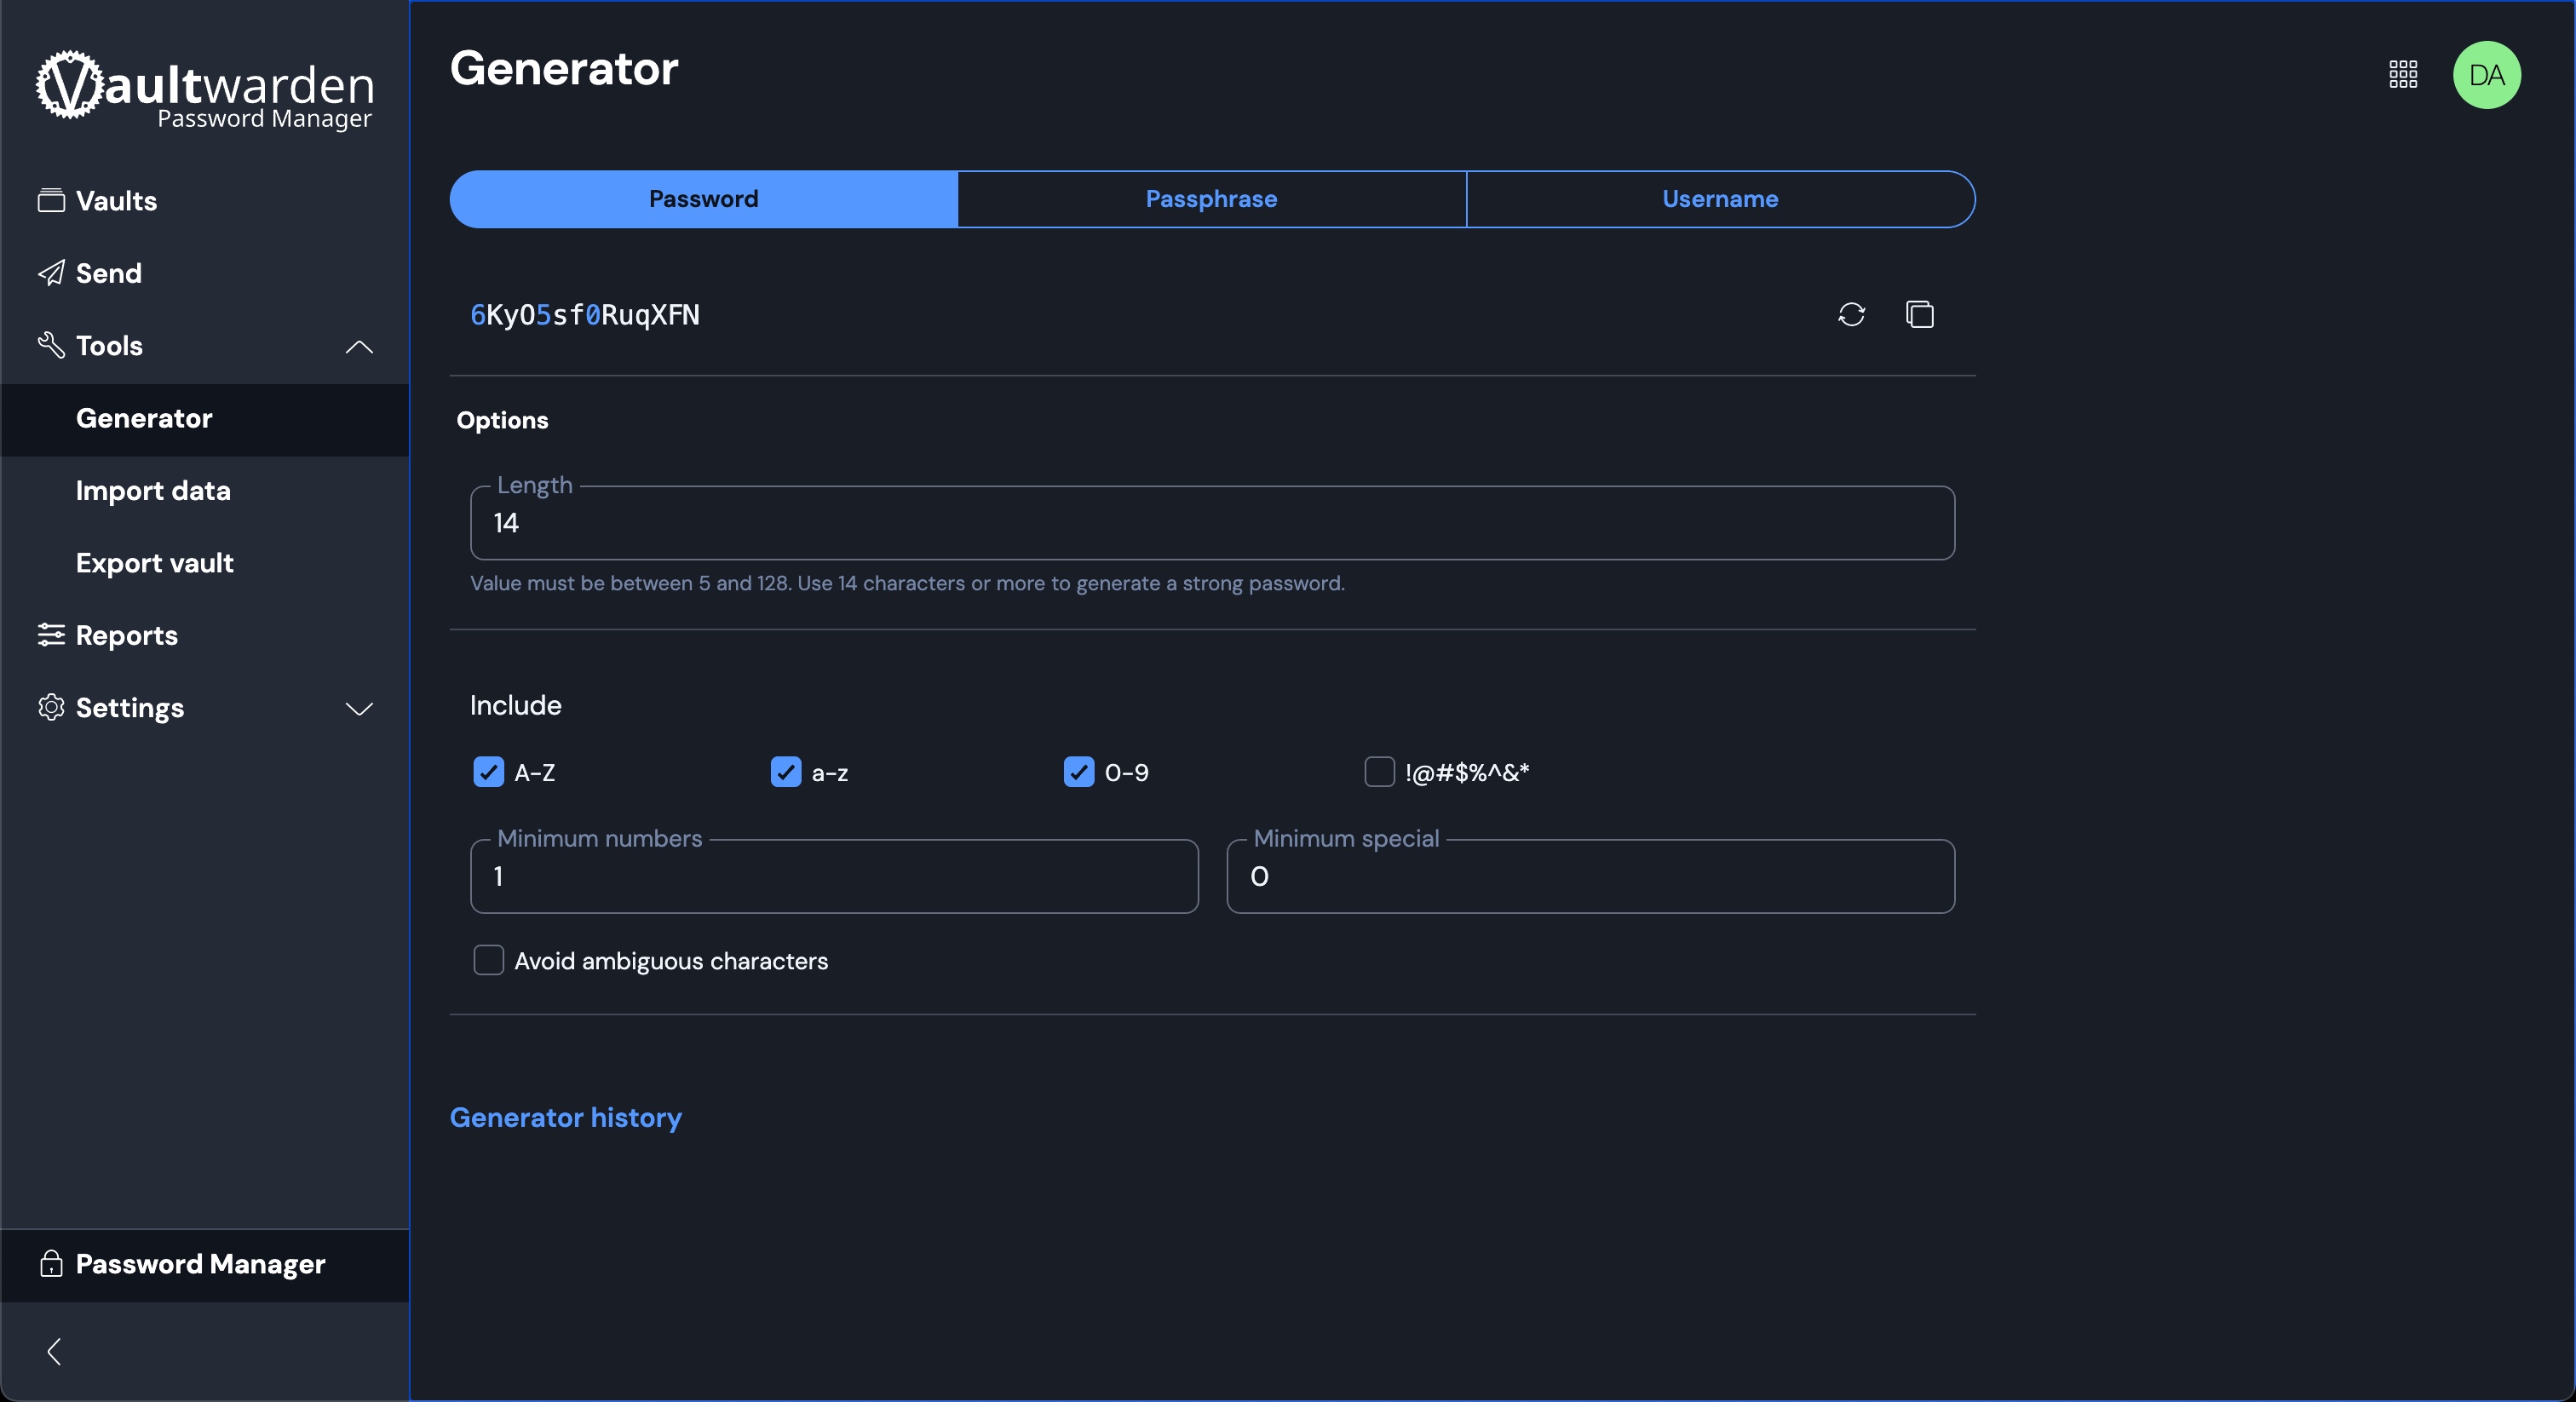 Vaultwarden
Password Manager
Vaults
Send
Tools
Generator
Import data
Export vault
Reports
Settings
Password Manager
Generator
DA
Password
Passphrase
Username
6KyO5sf0RuqXFN
Options
Length
14
Value must be between 5 and 128. Use 14 characters or more to generate a strong password.
Include
A-Z
a-z
0-9
!@#$%^&*
Minimum numbers
1
Minimum special
0
Avoid ambiguous characters
Generator history